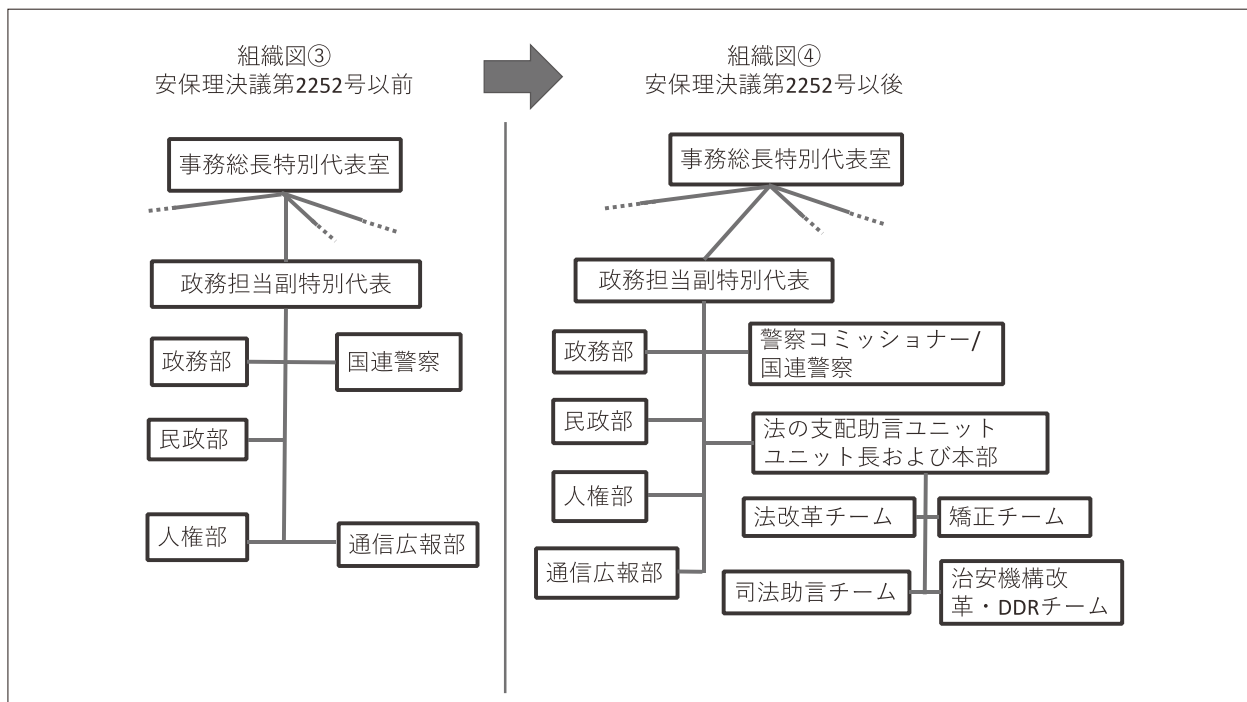 組織図③
安保理決議第2252号以前
事務総長特別代表室
政務担当副特別代表
政務部
国連警察
民政部
人権部
通信広報部
組織図④
安保理決議第2252号以後
事務総長特別代表室
政務担当副特別代表
政務部
警察コミッショナー/
国連警察
民政部
法の支配助言ユニット
ユニット長および本部
人権部
法改革チーム
矯正チーム
通信広報部
司法助言チーム
治安機構改
革・DDRチーム